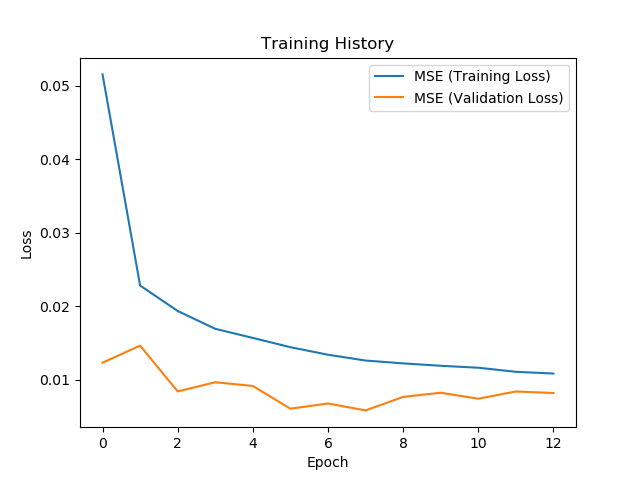 Training History
MSE (Training Loss)
MSE (Validation Loss)
0.05
0.04
0.03
0.02
0.01
Loss
0 2 4 6 8 10 12
Epoch